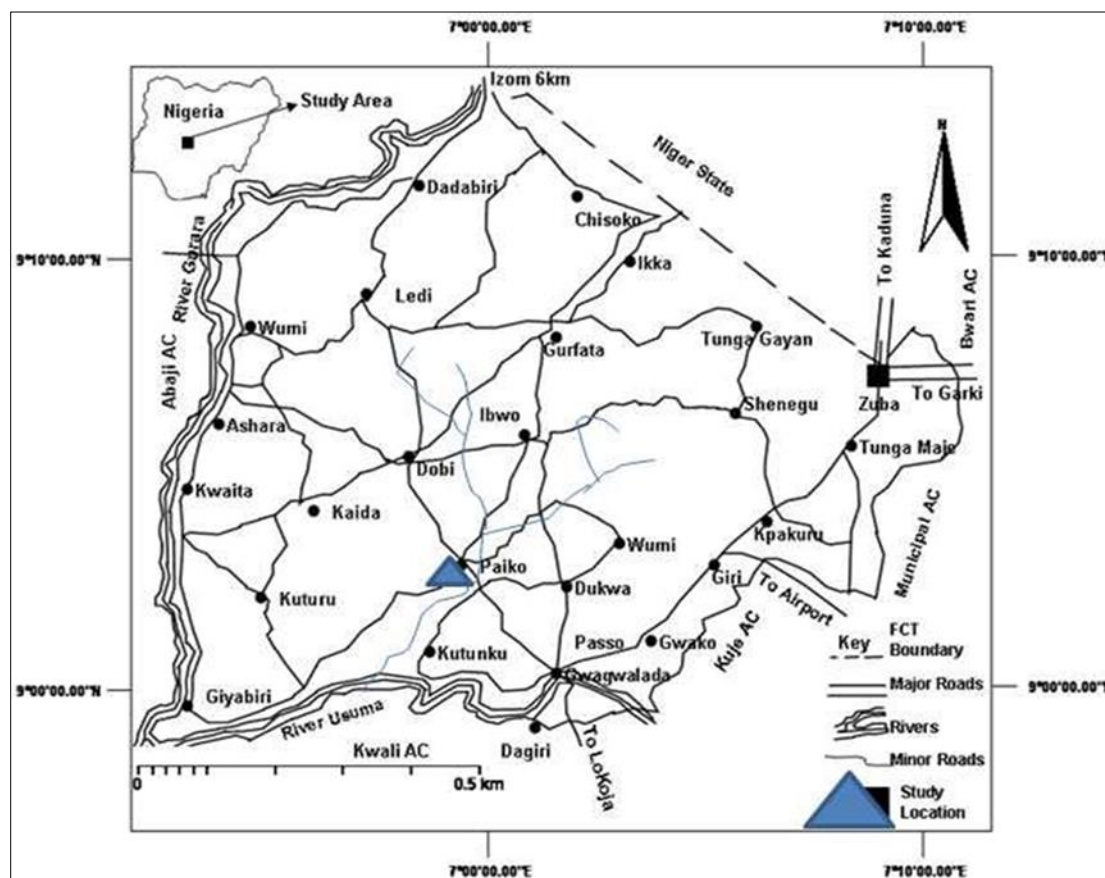 7°00'00.00"E
7°10'00.00"E
Izom 6km
Nigeria
Study Area
N
Niger State
Dadabiri
Chisoko
To Kaduna
River Gorara
Bwari AC
9°10'00.00"N
9°10'00.00"N
Ikka
Ledi
Wumi
Tunga Gayan
Gurfata
Abaji AC
To Garki
Zuba
Shenegu
Ibwo
Ashara
Tunga Maje
Dobi
Kwaita
Kaida
Kpakuru
Municipal AC
Wumi
Paiko
Giri
Dukwa
To Airport
Kuturu
Kuje AC
Key
FCT
Boundary
Passo
Gwako
Kutunku
Gwagwalada
Major Roads
9°00'00.00"N
9°00'00.00"N
Giyabiri
River Usuma
Rivers
Kwali AC
Dagiri
To LoKoja
Minor Roads
0
0.5 km
Study
Location
7°00'00.00"E
7°10'00.00"E